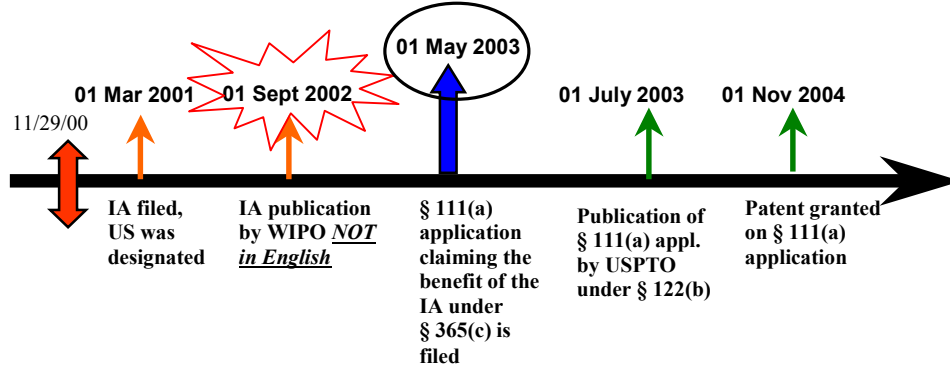 01 May 2003
01 Mar 2001
01 Sept 2002
01 July 2003
01 Nov 2004
11/29/00
IA filed,
US was
designated
IA publication
by WIPO NOT
in English
§ 111(a)
application
claiming the
benefit of the
IA under
§ 365(c) is
filed
Publication of
§ 111(a) appl.
by USPTO
under § 122(b)
Patent granted
on § 111(a)
application